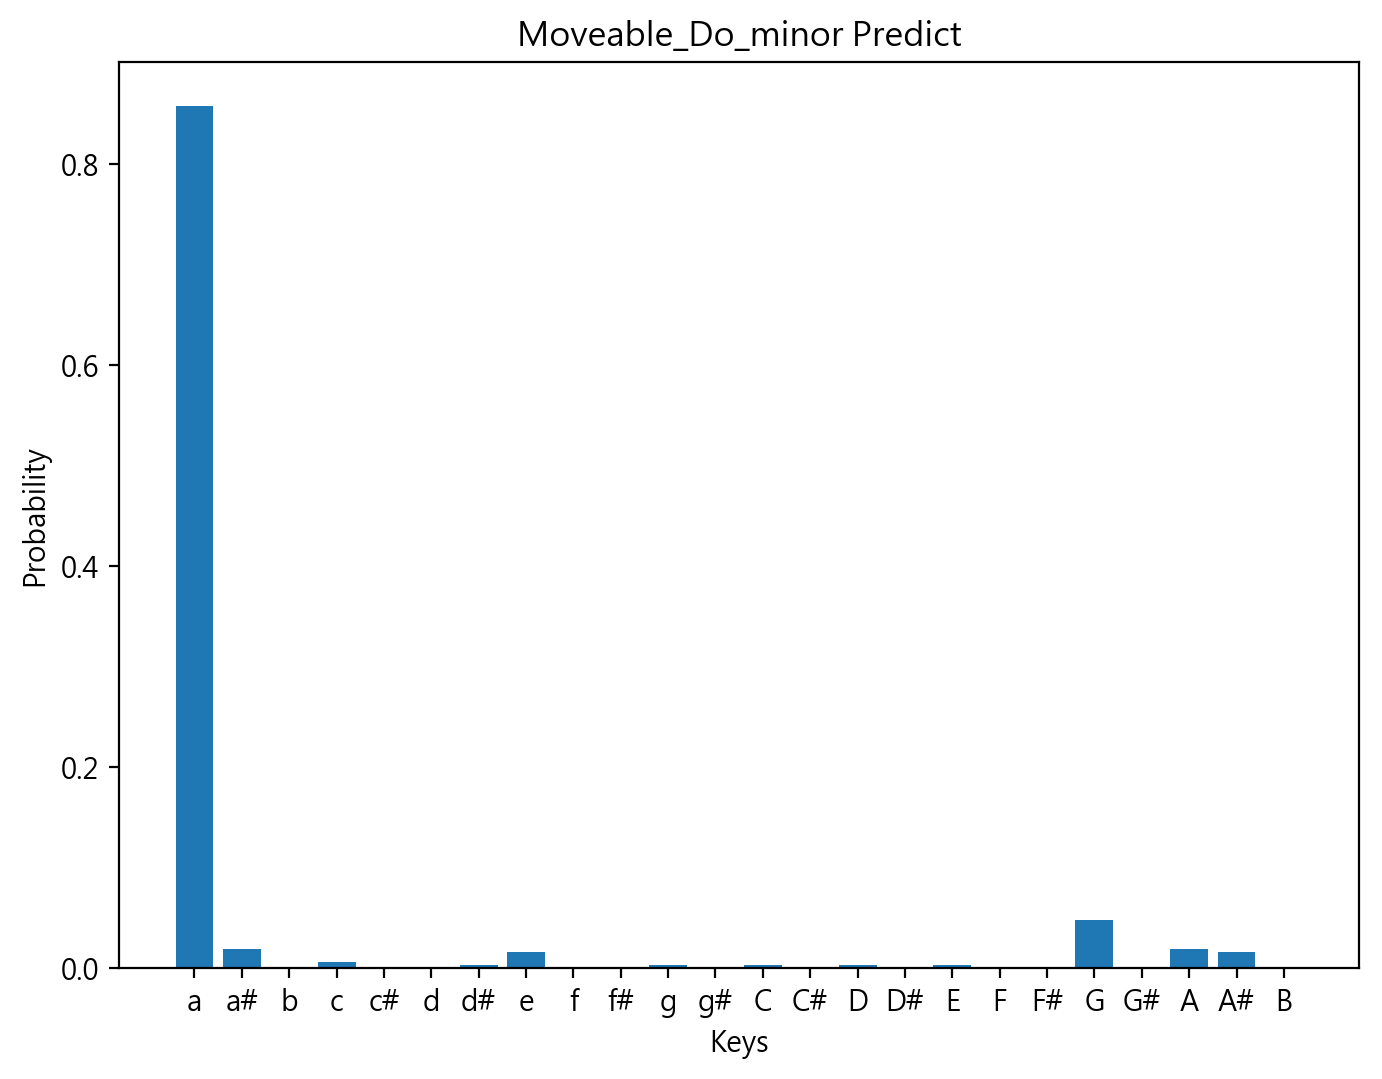 Moveable_Do_minor Predict
Probability
0.8
0.6
0.4
0.2
0.0
a a# b c c# d d# e f f# g g# C C# D D# E F F# G G# A A# B
Keys